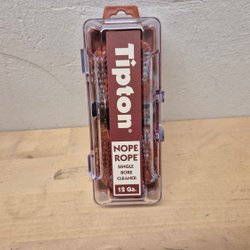 Tipton®
NOPE
ROPE
SINGLE
BORE
CLEANER
12 Ga.